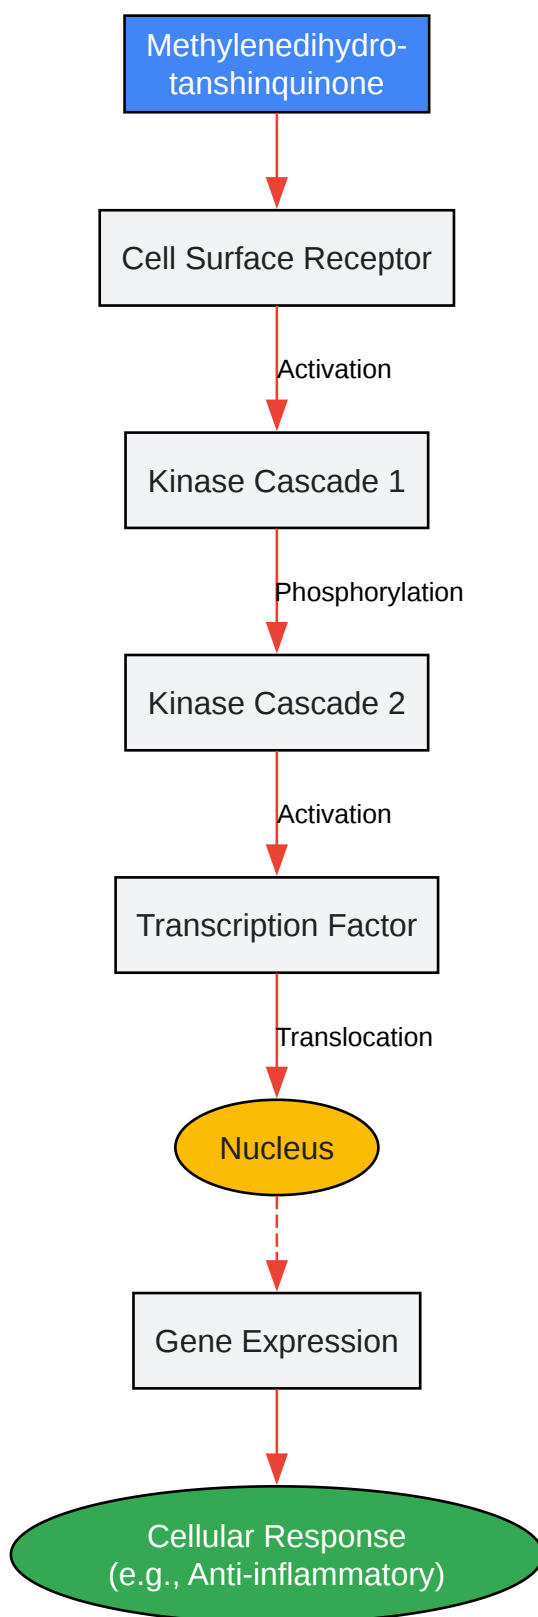 Methylenedihydro-
tanshinquinone
Cell Surface Receptor
Activation
Kinase Cascade 1
Phosphorylation
Kinase Cascade 2
Activation
Transcription Factor
Translocation
Nucleus
Gene Expression
Cellular Response
(e.g., Anti-inflammatory)